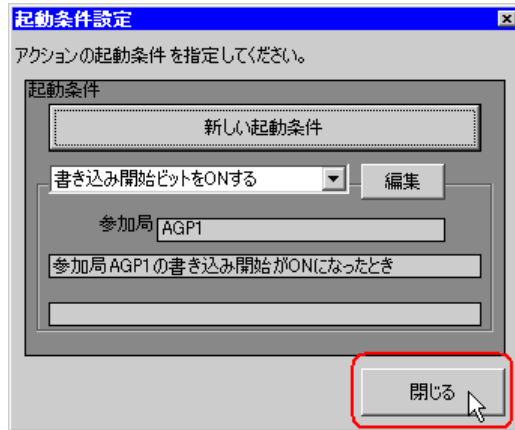 起動条件設定
アクションの起動条件を指定してください。
起動条件
新しい起動条件
書き込み開始ビットをONする
編集
参加局 AGP1
参加局AGP1の書き込み開始がONになったとき
閉じる